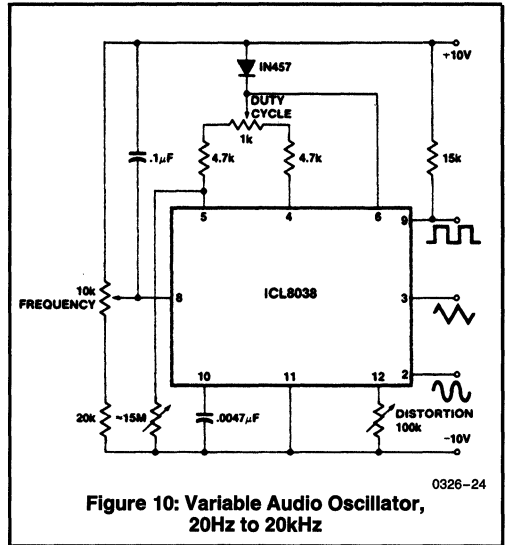 +10V
IN457
DUTY
CYCLE
1k
.1µF
4.7k
4.7k
15k
5
4
6
9
10k
FREQUENCY
8
ICL8038
3
2
10
11
12
20k
~15M
.0047µF
DISTORTION
100k
-10V
0326-24
Figure 10: Variable Audio Oscillator,
20Hz to 20kHz